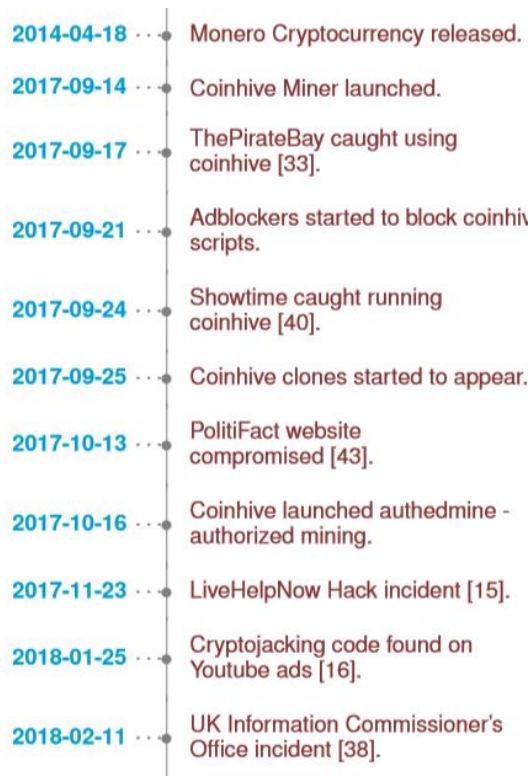 2014-04-18 Monero Cryptocurrency released.
2017-09-14 Coinhive Miner launched.
2017-09-17 ThePirateBay caught using
coinhive [33].
2017-09-21 Adblockers started to block coinhiv
scripts.
2017-09-24 Showtime caught running
coinhive [40].
2017-09-25 Coinhive clones started to appear.
2017-10-13 PolitiFact website
compromised [43].
2017-10-16 Coinhive launched authedmine -
authorized mining.
2017-11-23 LiveHelpNow Hack incident [15].
2018-01-25 Cryptojacking code found on
Youtube ads [16].
2018-02-11 UK Information Commissioner's
Office incident [38].